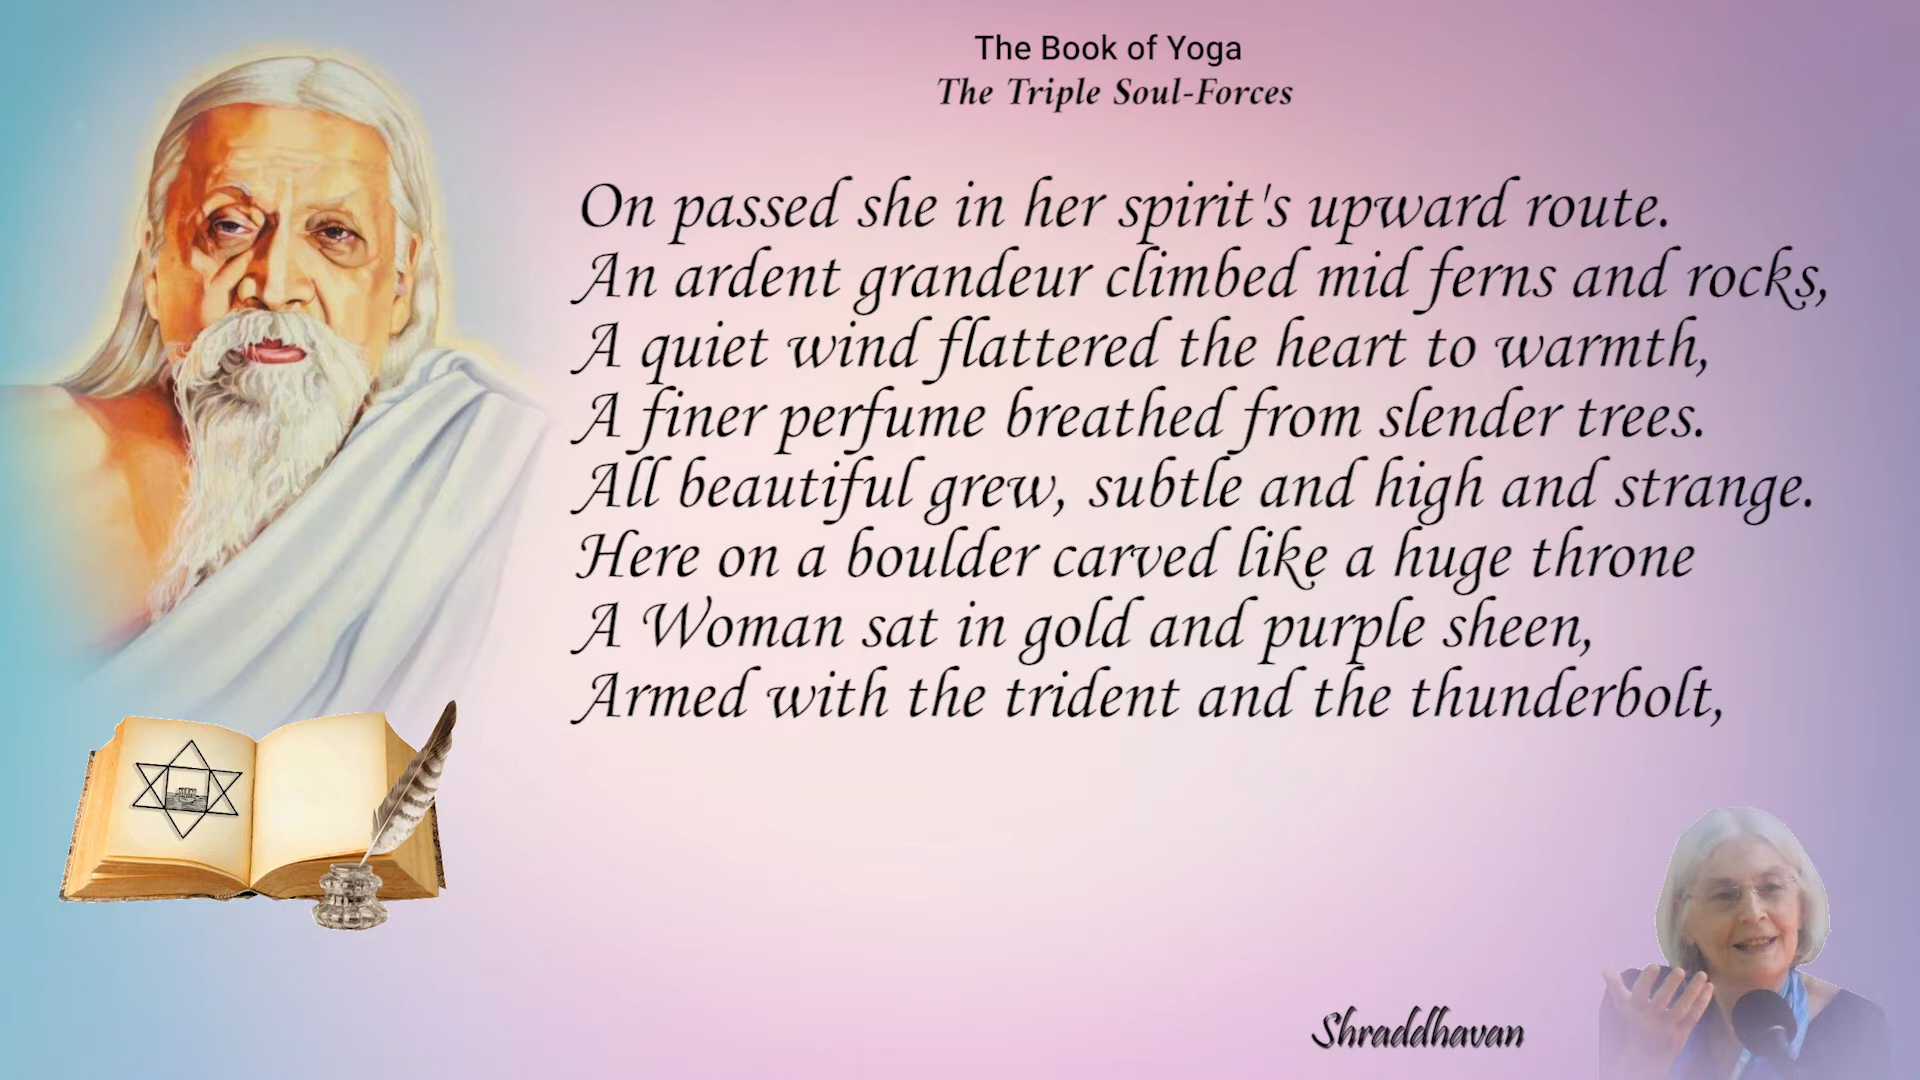 The Book of Yoga
The Triple Soul-Forces
On passed she in her spirit's upward route.
An ardent grandeur climbed mid ferns and rocks,
A quiet wind flattered the heart to warmth,
A finer perfume breathed from slender trees.
All beautiful grew, subtle and high and strange.
Here on a boulder carved like a huge throne
A Woman sat in gold and purple sheen,
Armed with the trident and the thunderbolt,
Shraddhavan